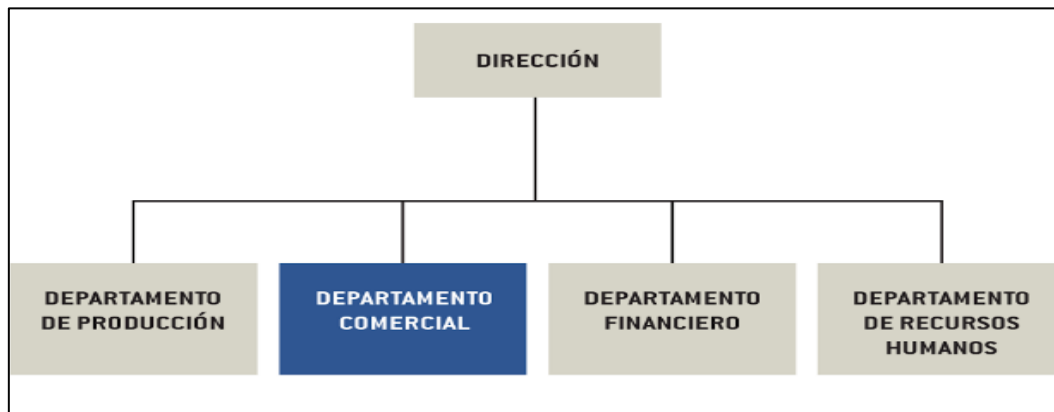 DIRECCIÓN
DEPARTAMENTO
DE PRODUCCIÓN
DEPARTAMENTO
COMERCIAL
DEPARTAMENTO
FINANCIERO
DEPARTAMENTO
DE RECURSOS
HUMANOS